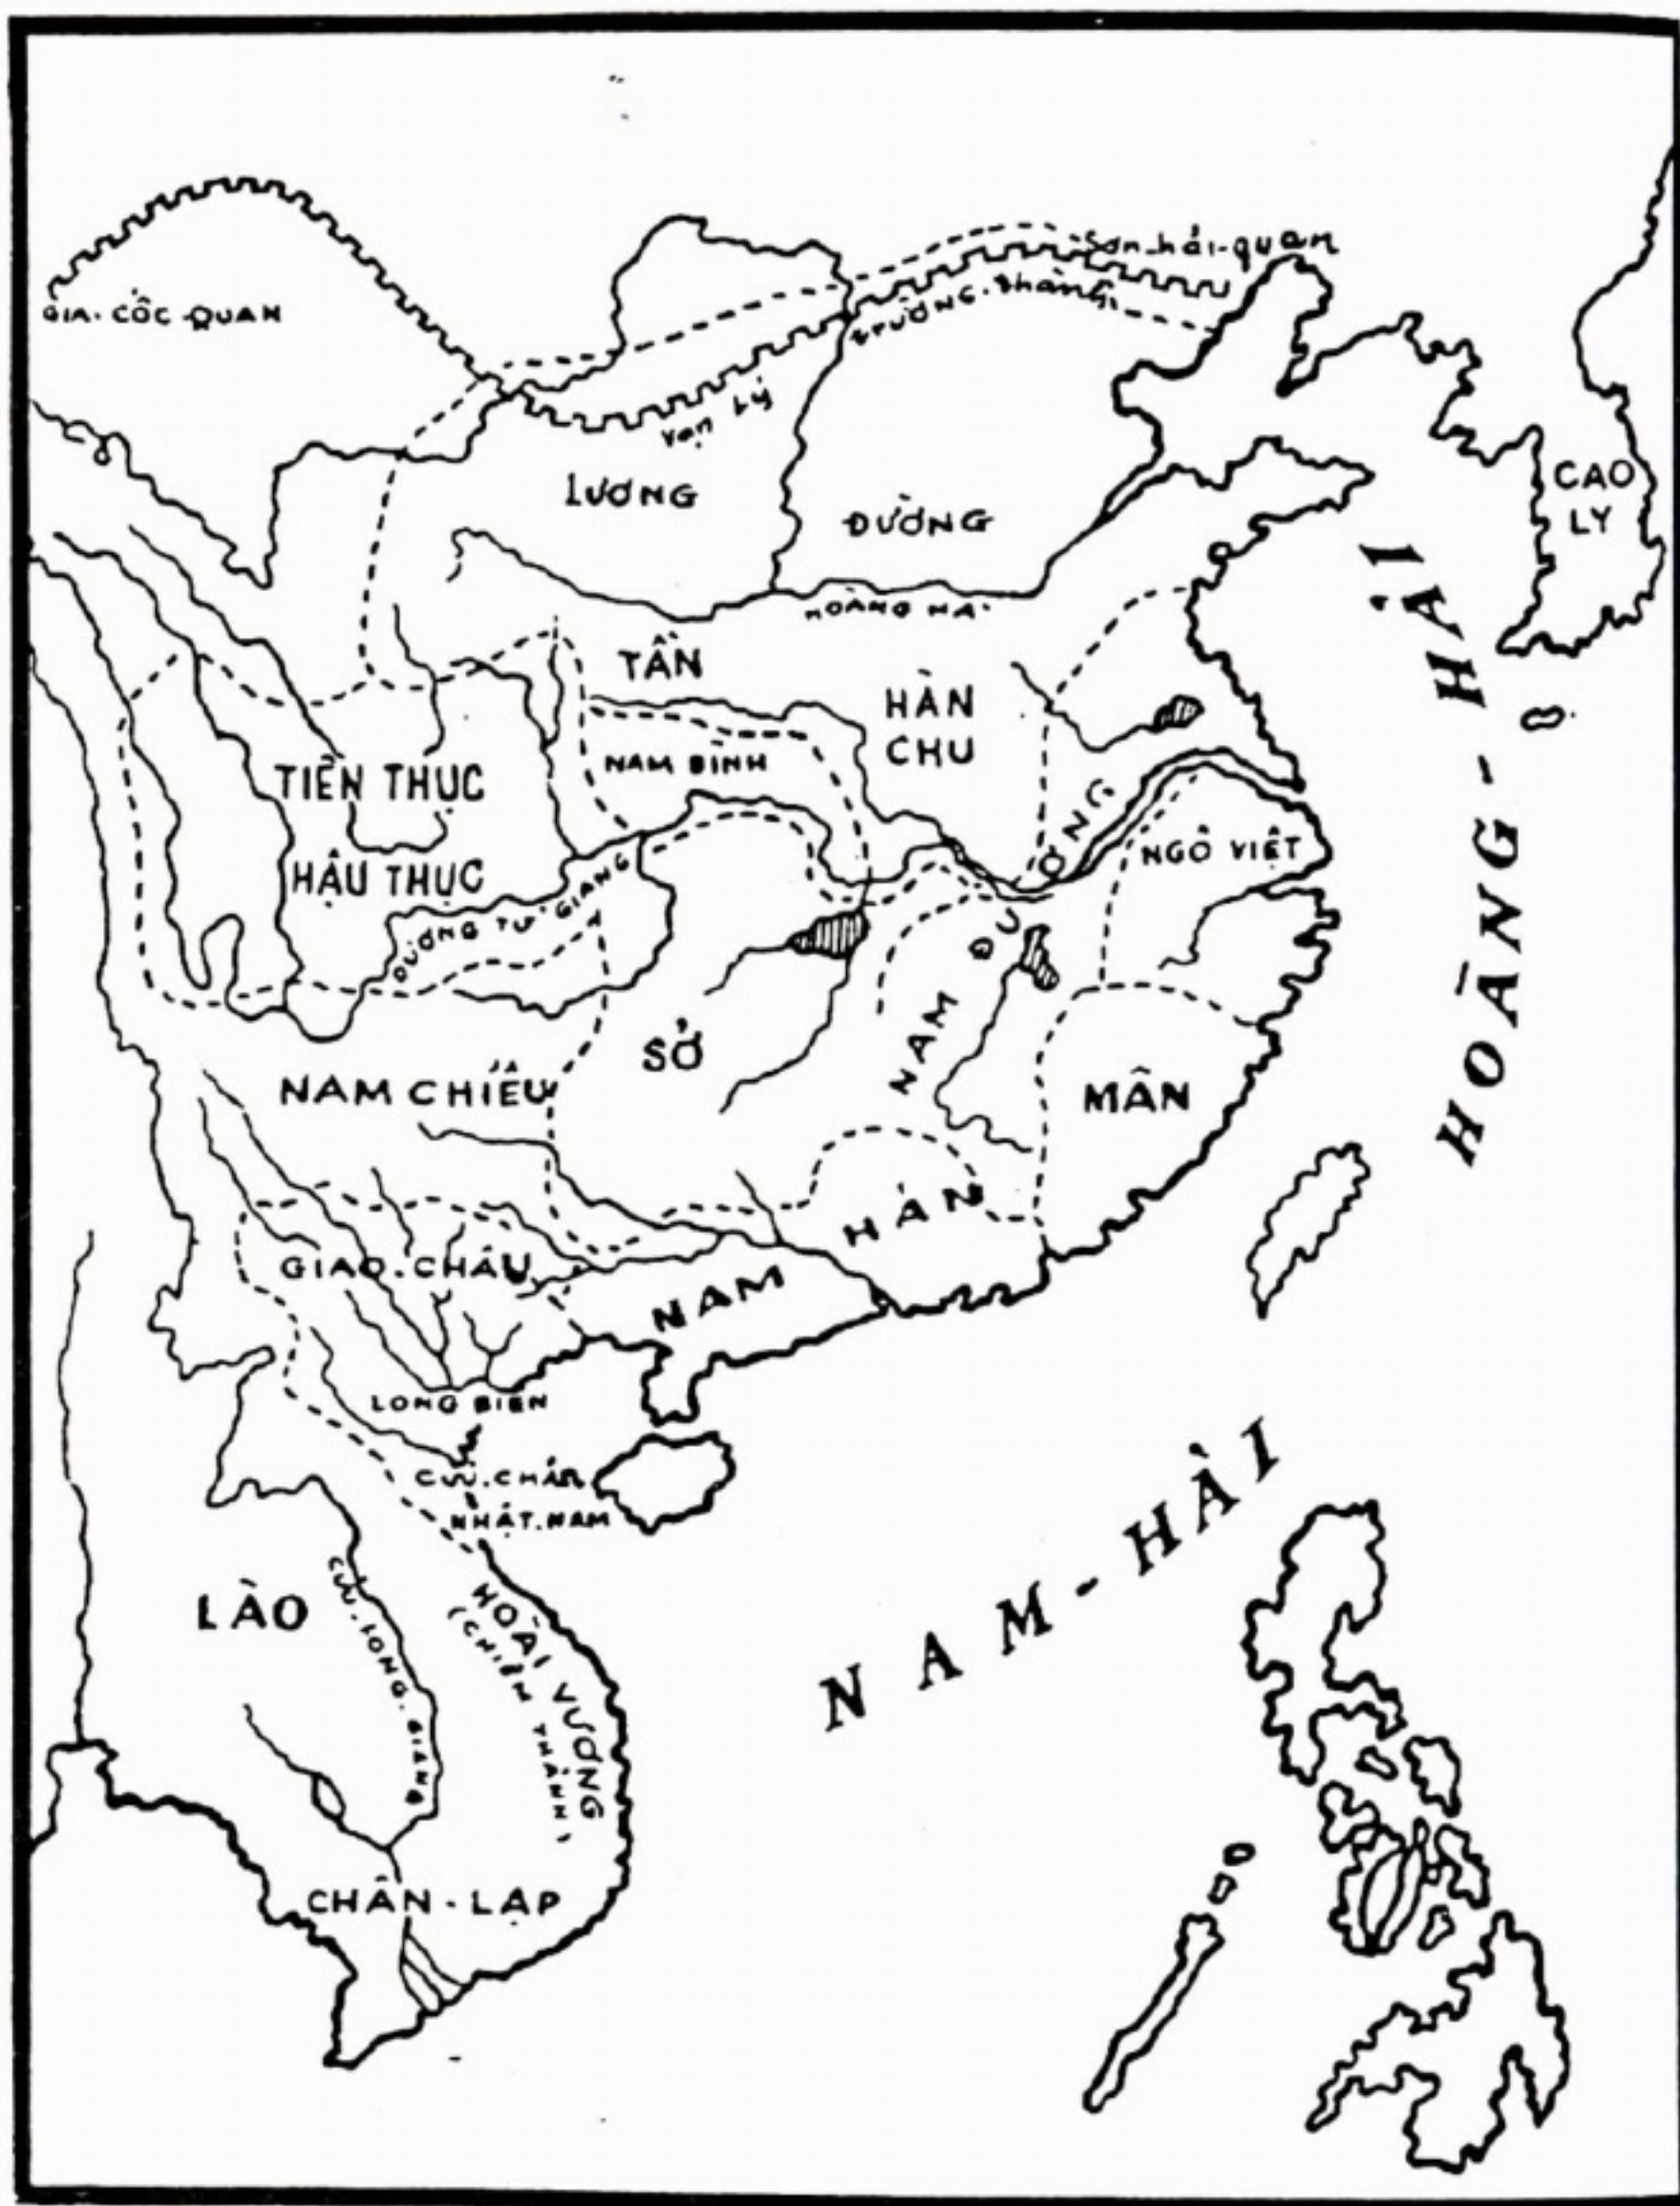 Sơn-hải-quan
GIA-CỐC-QUAN
TRƯỜNG-thành
Vạn Lý
LƯƠNG
ĐƯỜNG
CAO
LY
HOÀNG HÀ
HOÀNG-HẢI
TẤN
HÀN
CHU
NAM BÌNH
TIỀN THỤC
HẬU THỤC
DƯƠNG TỬ GIANG
NGÔ VIỆT
NAM ĐƯỜNG
SỞ
NAM CHIẾU
MÂN
NAM HÁN
GIAO-CHÂU
LONG BIÊN
CỬU-CHÂN
NHẬT-NAM
NAM-HẢI
LÀO
CỬU-LONG-GIANG
HOÀI VƯƠNG
(CHIÊM THÀNH)
CHÂN-LẠP